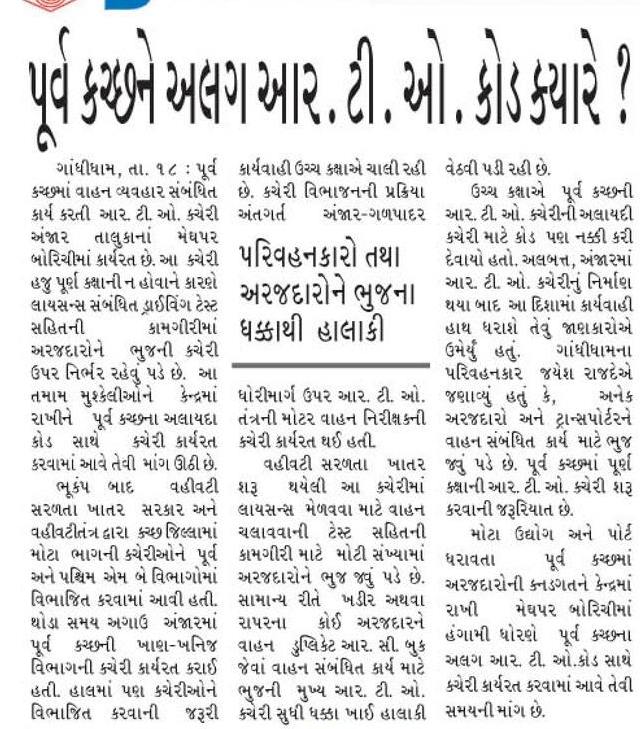 પૂર્વ કચ્છને અલગ આર. ટી. ઓ. કોડ ક્યારે ?
ગાંધીધામ, તા. ૧૮ : પૂર્વ
કચ્છમાં વાહન વ્યવહાર સંબંધિત
કાર્ય કરતી આર. ટી. ઓ. કચેરી
અંજાર તાલુકાનાં મેઘપર
બોરિચીમાં કાર્યરત છે. આ કચેરી
હજુ પૂર્ણ કક્ષાની ન હોવાને કારણે
લાયસન્સ સંબંધિત ડ્રાઈવિંગ ટેસ્ટ
સહિતની કામગીરીમાં
અરજદારોને ભુજની કચેરી
ઉપર નિર્ભર રહેવું પડે છે. આ
તમામ મુશ્કેલીઓને કેન્દ્રમાં
રાખીને પૂર્વ કચ્છના અલાયદા
કોડ સાથે કચેરી કાર્યરત
કરવામાં આવે તેવી માંગ ઊઠી છે.
ભૂકંપ બાદ વહીવટી
સરળતા ખાતર સરકાર અને
વહીવટીતંત્ર દ્વારા કચ્છ જિલ્લામાં
મોટા ભાગની કચેરીઓને પૂર્વ
અને પશ્ચિમ એમ બે વિભાગોમાં
વિભાજિત કરવામાં આવી હતી.
થોડા સમય અગાઉ અંજારમાં
પૂર્વ કચ્છની ખાણ-ખનિજ
વિભાગની કચેરી કાર્યરત કરાઈ
હતી. હાલમાં પણ કચેરીઓને
વિભાજિત કરવાની જરૂરી
કાર્યવાહી ઉચ્ચ કક્ષાએ ચાલી રહી
છે. કચેરી વિભાજનની પ્રક્રિયા
અંતગર્ત અંજાર-ગળપાદર
પરિવહનકારો તથા
અરજદારોને ભુજના
ધક્કાથી હાલાકી
ધોરીમાર્ગ ઉપર આર. ટી. ઓ.
તંત્રની મોટર વાહન નિરીક્ષકની
કચેરી કાર્યરત થઈ હતી.
વહીવટી સરળતા ખાતર
શરૂ થયેલી આ કચેરીમાં
લાયસન્સ મેળવવા માટે વાહન
ચલાવવાની ટેસ્ટ સહિતની
કામગીરી માટે મોટી સંખ્યામાં
અરજદારોને ભુજ જવું પડે છે.
સામાન્ય રીતે ખડીર અથવા
રાપરના કોઈ અરજદારને
વાહન ડુપ્લિકેટ આર. સી. બુક
જેવાં વાહન સંબંધિત કાર્ય માટે
ભુજની મુખ્ય આર. ટી. ઓ.
કચેરી સુધી ધક્કા ખાઈ હાલાકી
વેઠવી પડી રહી છે.
ઉચ્ચ કક્ષાએ પૂર્વ કચ્છની
આર. ટી. ઓ. કચેરીની અલાયદી
કચેરી માટે કોડ પણ નક્કી કરી
દેવાયો હતો. અલબત્ત, અંજારમાં
આર. ટી. ઓ. કચેરીનું નિર્માણ
થયા બાદ આ દિશામાં કાર્યવાહી
હાથ ધરાશે તેવું જાણકારોએ
ઉમેર્યું હતું. ગાંધીધામના
પરિવહનકાર જયેશ રાજદેએ
જણાવ્યું હતું કે, અનેક
અરજદારો અને ટ્રાન્સપોર્ટરને
વાહન સંબંધિત કાર્ય માટે ભુજ
જવું પડે છે. પૂર્વ કચ્છમાં પૂર્ણ
કક્ષાની આર. ટી. ઓ. કચેરી શરૂ
કરવાની જરૂરિયાત છે.
મોટા ઉદ્યોગ અને પોર્ટ
ધરાવતા પૂર્વ કચ્છમાં
અરજદારોની કનડગતને કેન્દ્રમાં
રાખી મેઘપર બોરિચીમાં
હંગામી ધોરણે પૂર્વ કચ્છના
અલગ આર. ટી. ઓ.કોડ સાથે
કચેરી કાર્યરત કરવામાં આવે તેવી
સમયની માંગ છે.